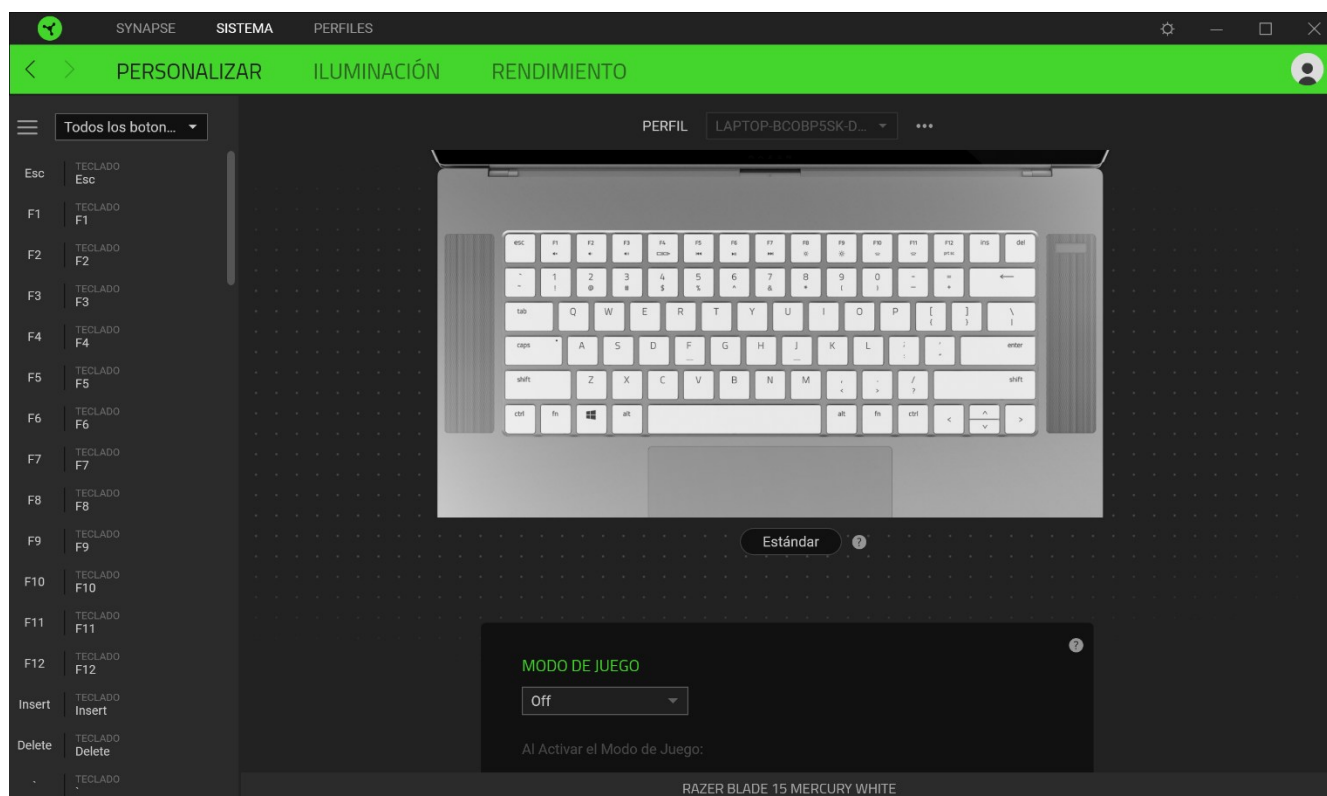 SYNAPSE SISTEMA PERFILES
PERSONALIZAR ILUMINACIÓN RENDIMIENTO
Todos los boton...
PERFIL LAPTOP-BCOBP5SK-D... 
Esc TECLADO
Esc
F1 TECLADO
F1
F2 TECLADO
F2
F3 TECLADO
F3
F4 TECLADO
F4
F5 TECLADO
F5
F6 TECLADO
F6
F7 TECLADO
F7
F8 TECLADO
F8
F9 TECLADO
F9
F10 TECLADO
F10
F11 TECLADO
F11
F12 TECLADO
F12
Insert TECLADO
Insert
Delete TECLADO
Delete
TECLADO
esc F1 F2 F3 F4 F5 F6 F7 F8 F9 F10 F11 F12 ins del
1 2 3 4 5 6 7 8 9 0
tab Q W E R T Y U I O P [ ] \
caps A S D F G H J K L ; ' enter
shift Z X C V B N M , . / shift
ctrl fn alt alt fn ctrl
Estándar
MODO DE JUEGO
Off
Al Activar el Modo de Juego:
RAZER BLADE 15 MERCURY WHITE